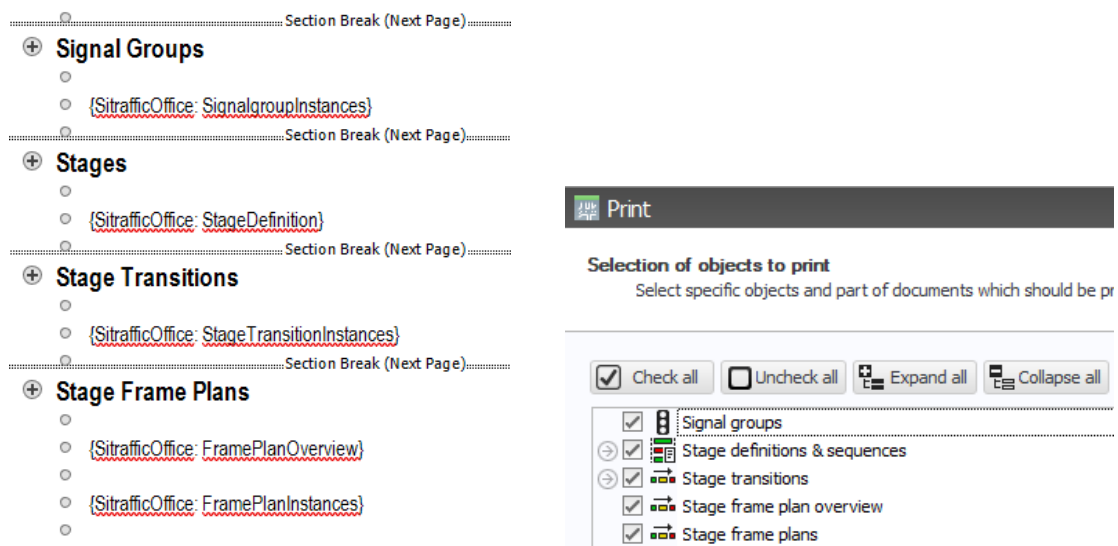 Section Break (Next Page)
Signal Groups
{SitrafficOffice: SignalgroupInstances}
Section Break (Next Page)
Stages
{SitrafficOffice: StageDefinition}
Section Break (Next Page)
Stage Transitions
{SitrafficOffice: StageTransitionInstances}
Section Break (Next Page)
Stage Frame Plans
{SitrafficOffice: FramePlanOverview}
{SitrafficOffice: FramePlanInstances}
Print
Selection of objects to print
Select specific objects and part of documents which should be pr
Check all Uncheck all Expand all Collapse all
Signal groups
Stage definitions & sequences
Stage transitions
Stage frame plan overview
Stage frame plans